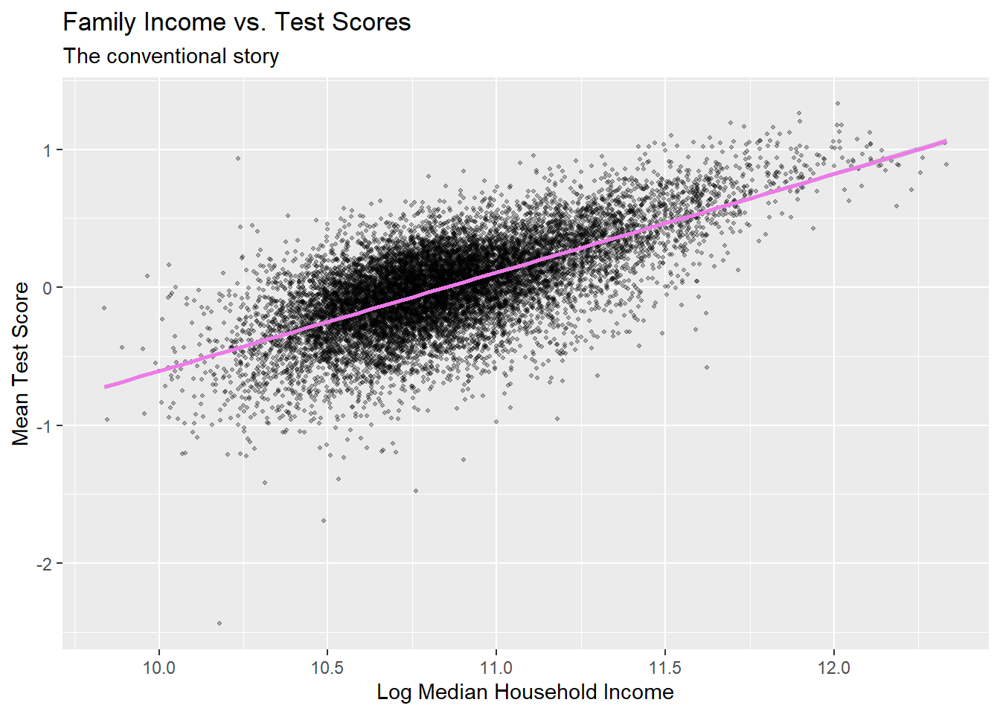 Family Income vs. Test Scores
The conventional story
Mean Test Score
1
0
-1
-2
10.0 10.5 11.0 11.5 12.0
Log Median Household Income